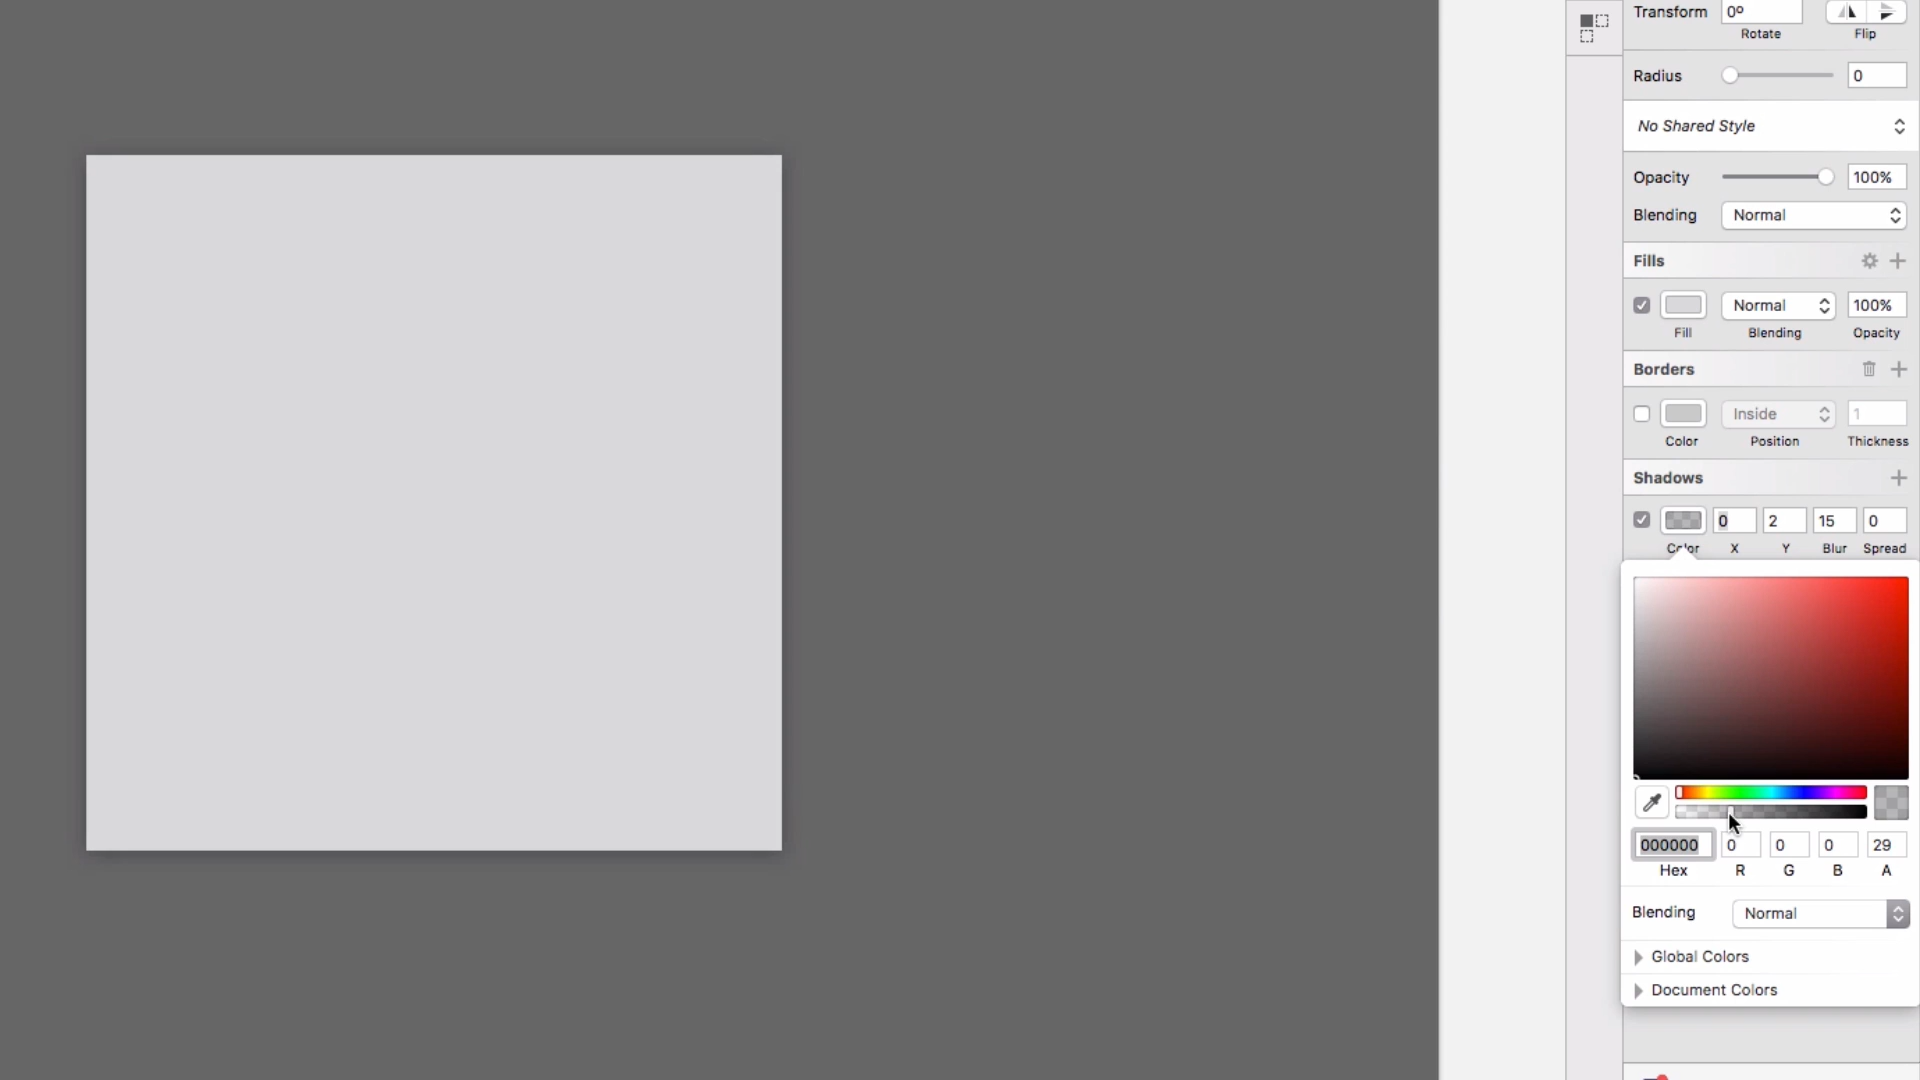 Transform 0º
Rotate Flip
Radius 0
No Shared Style
Opacity 100%
Blending Normal
Fills
Normal 100%
Fill Blending Opacity
Borders
Inside 1
Color Position Thickness
Shadows
0 2 15 0
Color X Y Blur Spread
000000 0 0 0 29
Hex R G B A
Blending Normal
Global Colors
Document Colors